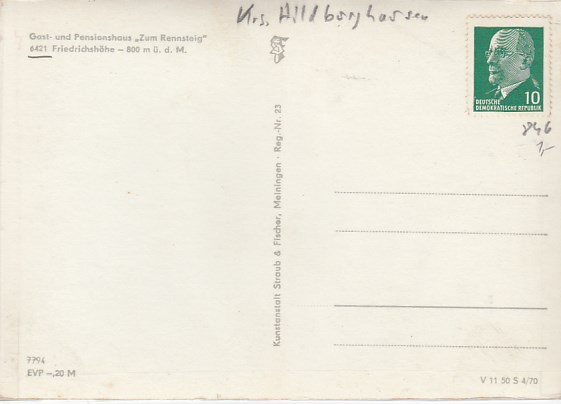 Krs. Hildburghausen
Gast- und Pensionshaus „Zum Rennsteig“
6421 Friedrichshöhe – 800 m ü. d. M.
DEUTSCHE
DEMOKRATISCHE REPUBLIK
10
846
1,-
Kunstanstalt Straub & Fischer, Meiningen · Reg.-Nr. 23
7794
EVP –,20 M
V 11 50 S 4/70